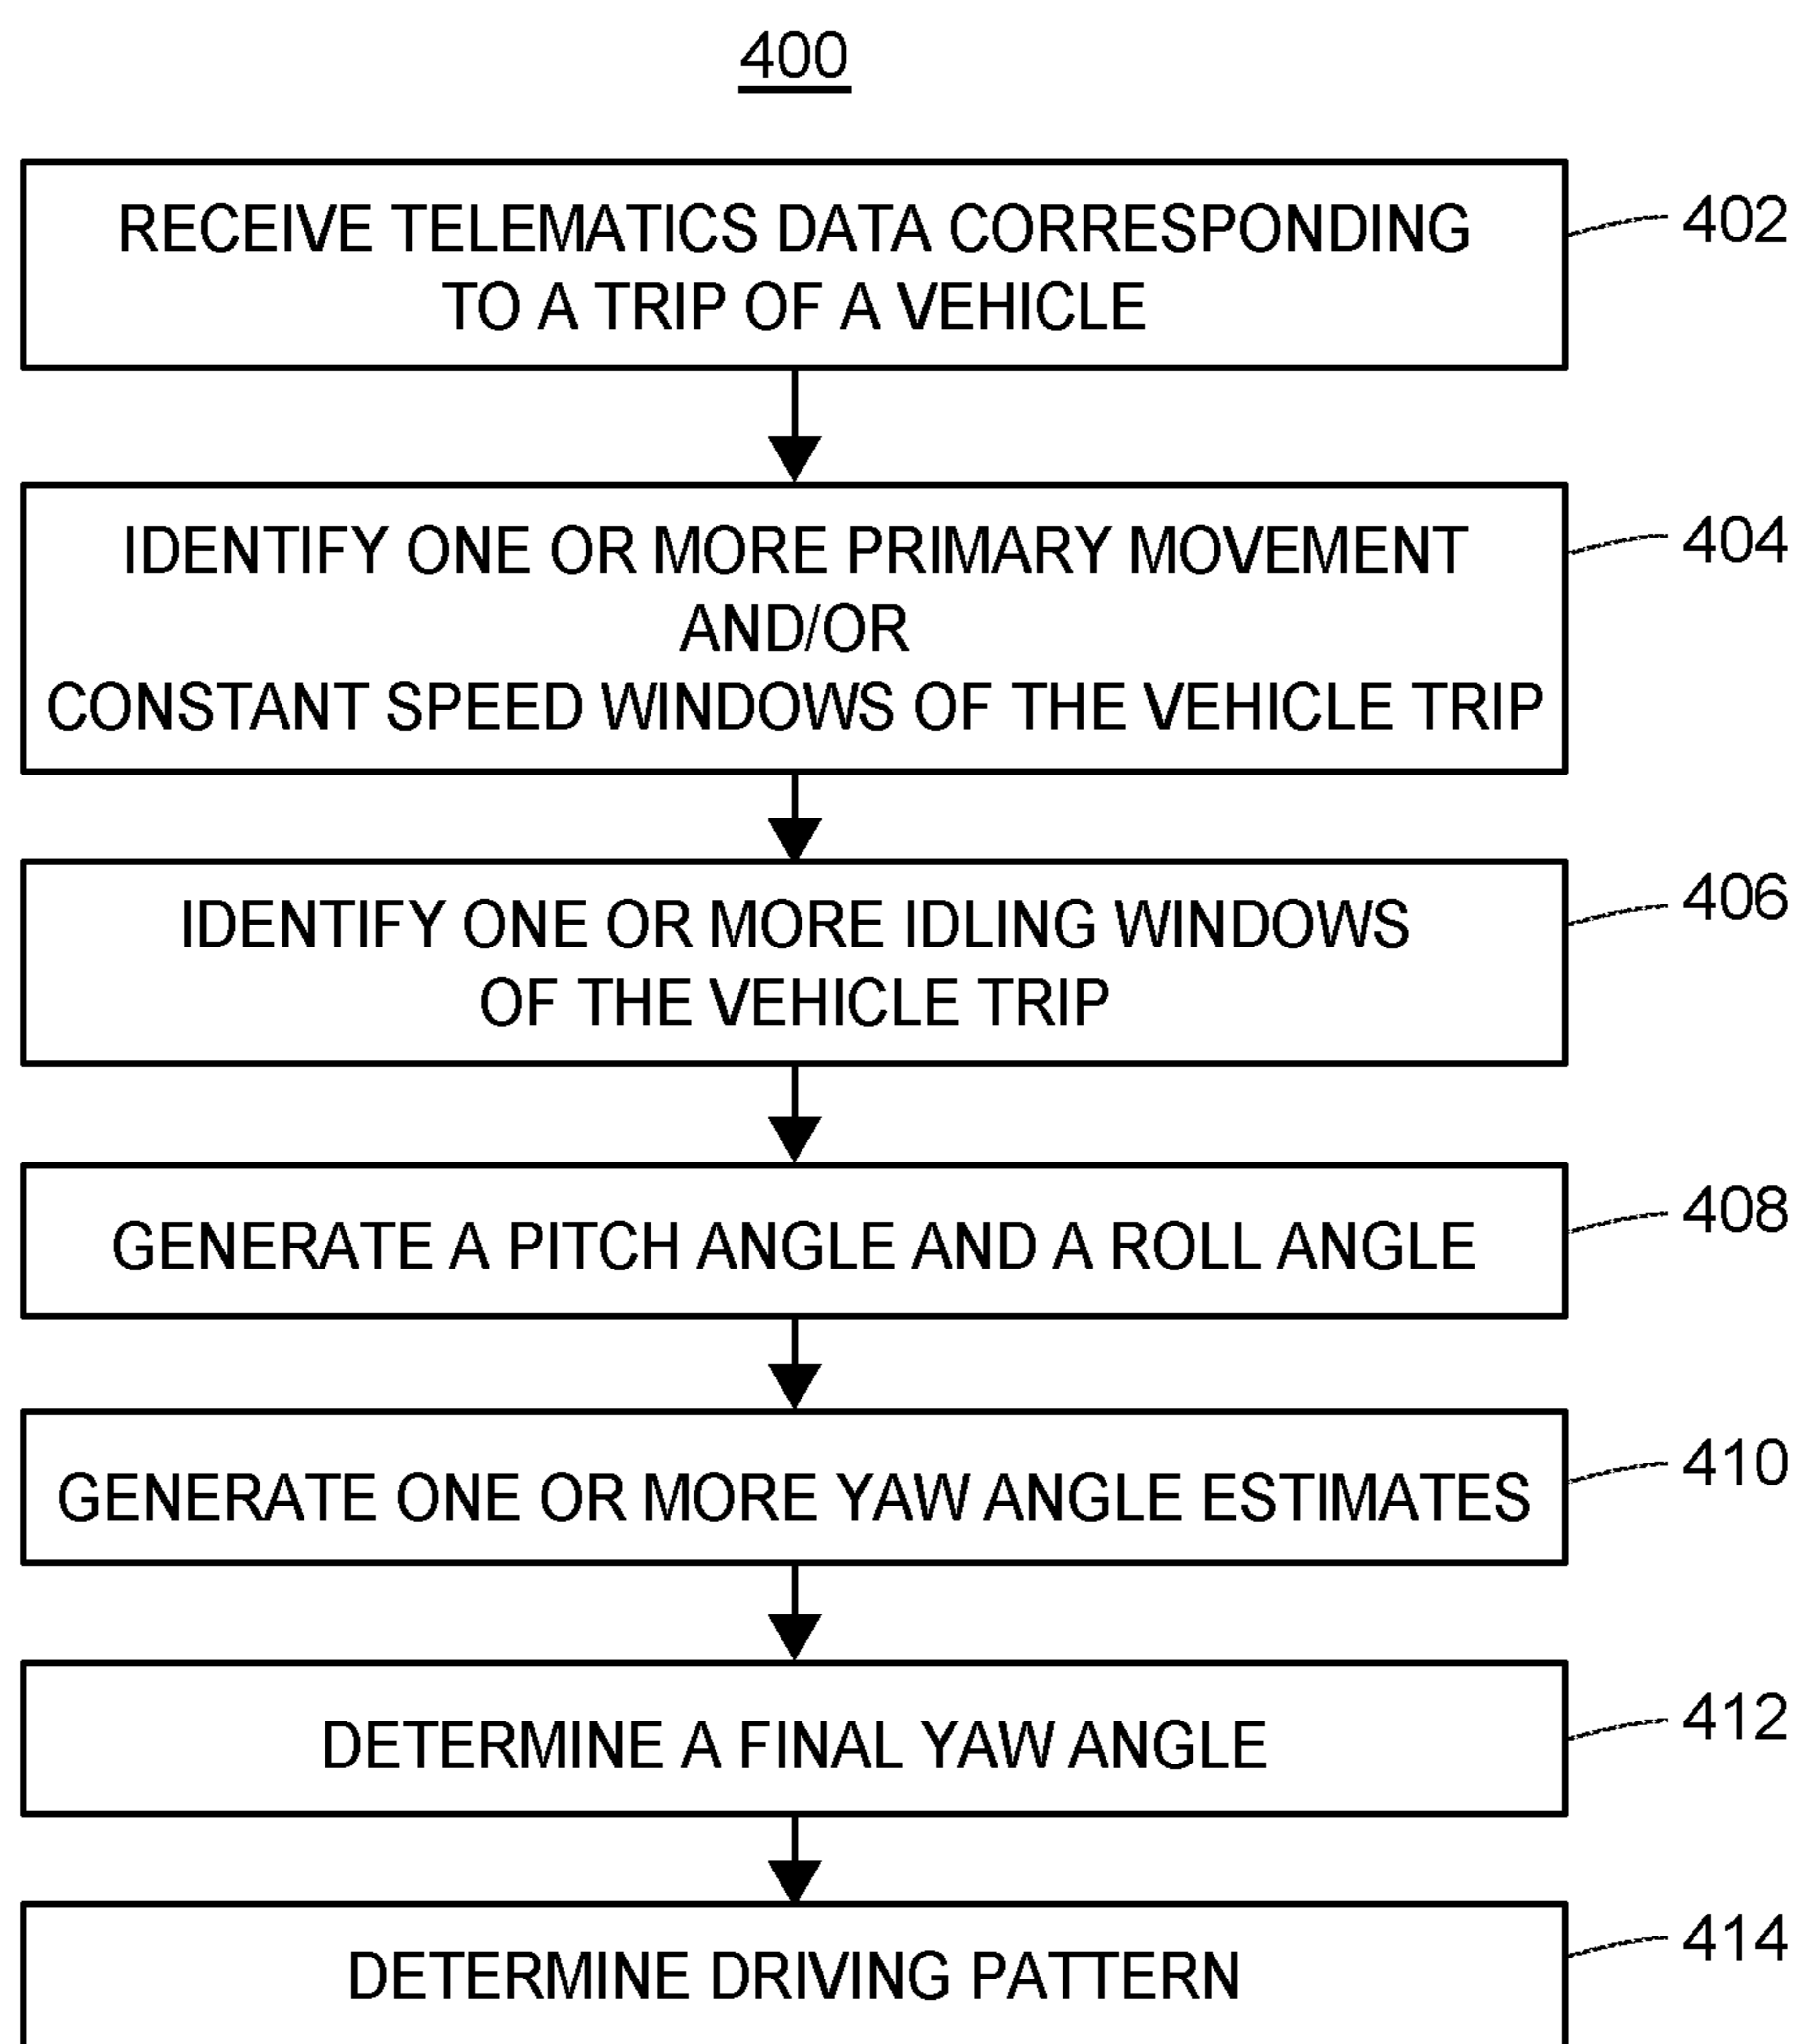 400
RECEIVE TELEMATICS DATA CORRESPONDING
TO A TRIP OF A VEHICLE
402
IDENTIFY ONE OR MORE PRIMARY MOVEMENT
AND/OR
CONSTANT SPEED WINDOWS OF THE VEHICLE TRIP
404
IDENTIFY ONE OR MORE IDLING WINDOWS
OF THE VEHICLE TRIP
406
GENERATE A PITCH ANGLE AND A ROLL ANGLE
408
GENERATE ONE OR MORE YAW ANGLE ESTIMATES
410
DETERMINE A FINAL YAW ANGLE
412
DETERMINE DRIVING PATTERN
414